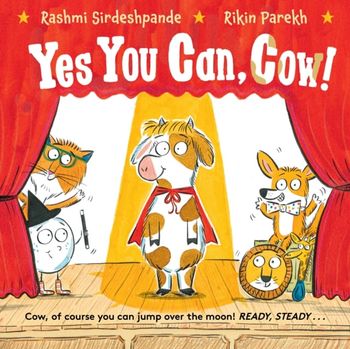 Rashmi Sirdeshpande Rikin Parekh
Yes You Can, Cow!
Cow, of course you can jump over the moon! READY, STEADY . . .